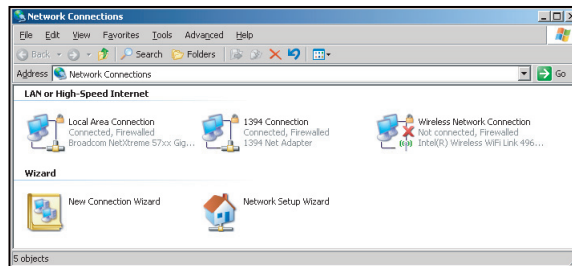 Network Connections
File Edit View Favorites Tools Advanced Help
Back Search Folders
Address Network Connections Go
LAN or High-Speed Internet
Local Area Connection
Connected, Firewalled
Broadcom NetXtreme 57xx Gig...
1394 Connection
Connected, Firewalled
1394 Net Adapter
Wireless Network Connection
Not connected, Firewalled
Intel(R) Wireless WiFi Link 496...
Wizard
New Connection Wizard
Network Setup Wizard
5 objects